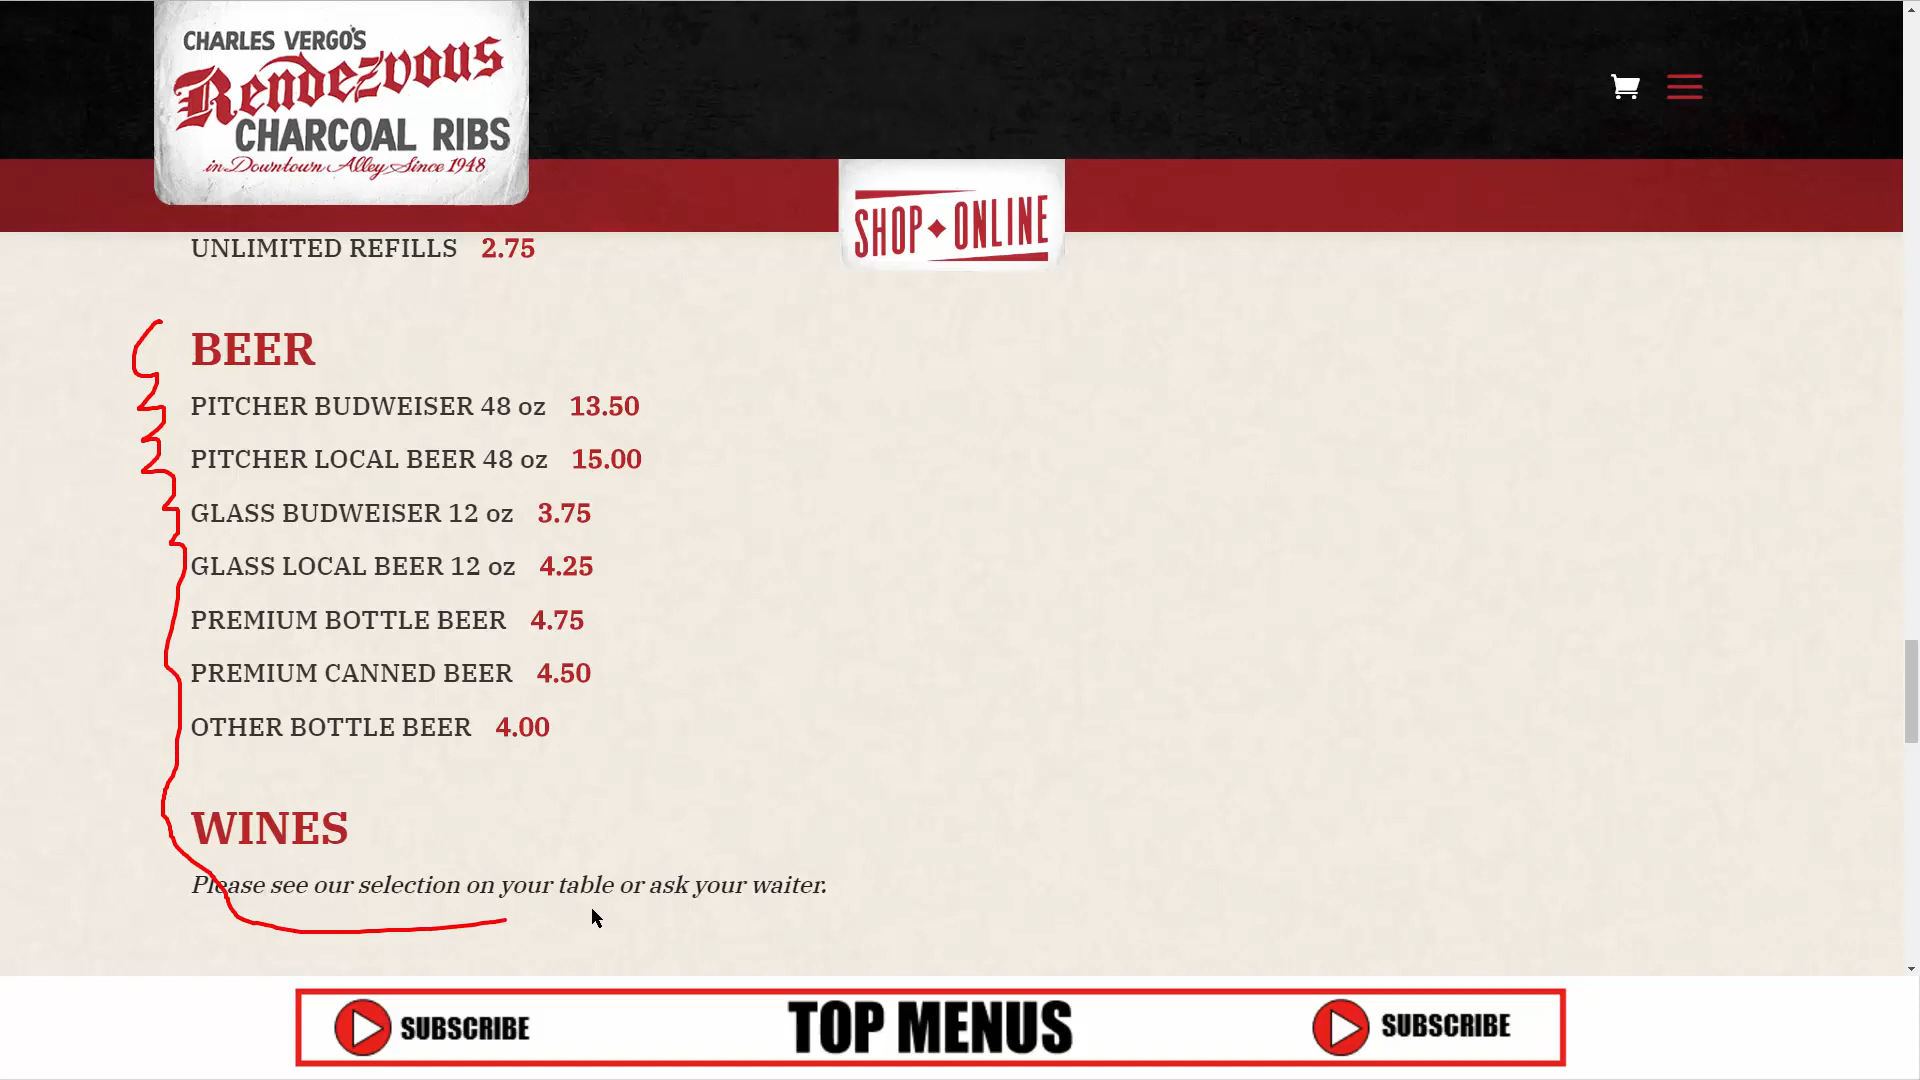 CHARLES VERGO'S
Rendezvous
CHARCOAL RIBS
in Downtown Alley Since 1948
SHOP ONLINE
UNLIMITED REFILLS 2.75
BEER
PITCHER BUDWEISER 48 oz 13.50
PITCHER LOCAL BEER 48 oz 15.00
GLASS BUDWEISER 12 oz 3.75
GLASS LOCAL BEER 12 oz 4.25
PREMIUM BOTTLE BEER 4.75
PREMIUM CANNED BEER 4.50
OTHER BOTTLE BEER 4.00
WINES
Please see our selection on your table or ask your waiter.
SUBSCRIBE TOP MENUS SUBSCRIBE